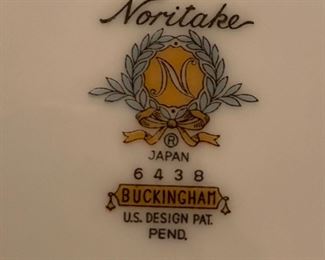 Noritake
N
®
JAPAN
6438
BUCKINGHAM
U.S. DESIGN PAT.
PEND.